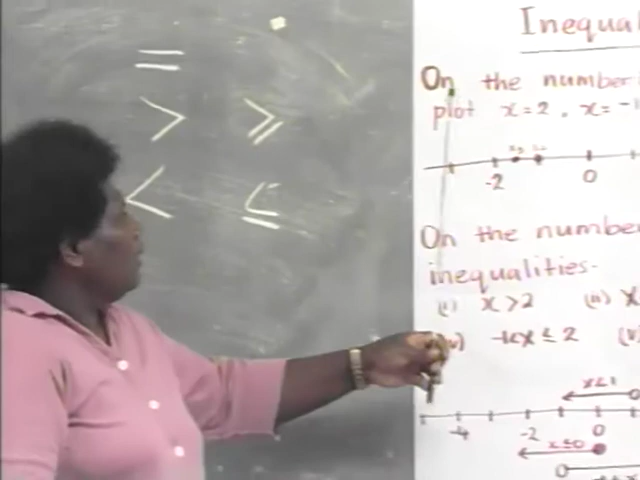 =
> ≥
< ≤
Inequal
On the number
plot x=2, x=-1
-2 0
On the number
inequalities.
(i) x>2 (ii) x
-1<x≤2
x<1
-4 -2 0
x≤0